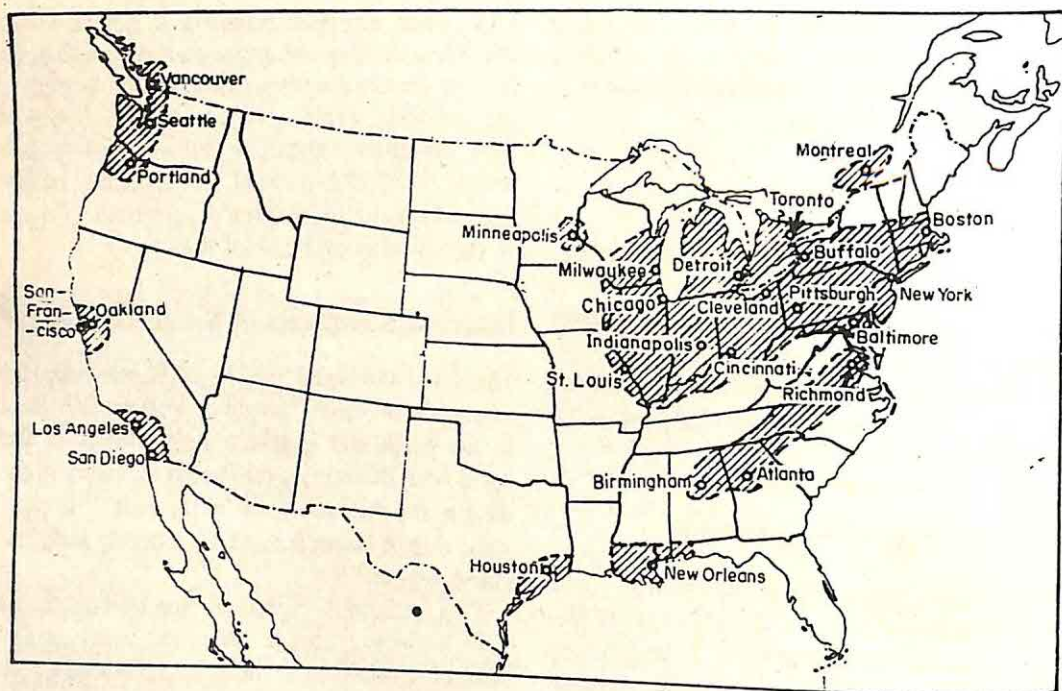 Vancouver
Seattle
Portland
Montreal
Toronto
Boston
Minneapolis
Buffalo
Milwaukee
Detroit
San-
Fran-
cisco
Oakland
Chicago
Cleveland
Pittsburgh
New York
Indianapolis
Baltimore
St. Louis
Cincinnati
Richmond
Los Angeles
San Diego
Birmingham
Atlanta
Houston
New Orleans